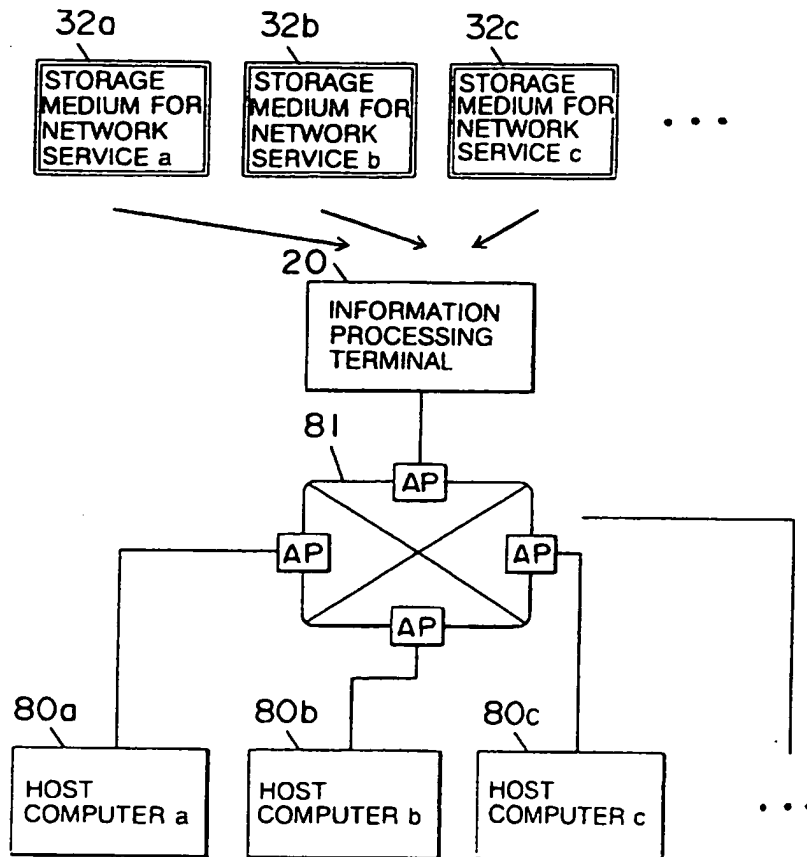 32a
32b
32c
STORAGE
MEDIUM FOR
NETWORK
SERVICE a
STORAGE
MEDIUM FOR
NETWORK
SERVICE b
STORAGE
MEDIUM FOR
NETWORK
SERVICE c
20
INFORMATION
PROCESSING
TERMINAL
81
AP
AP
AP
AP
80a
80b
80c
HOST
COMPUTER a
HOST
COMPUTER b
HOST
COMPUTER c